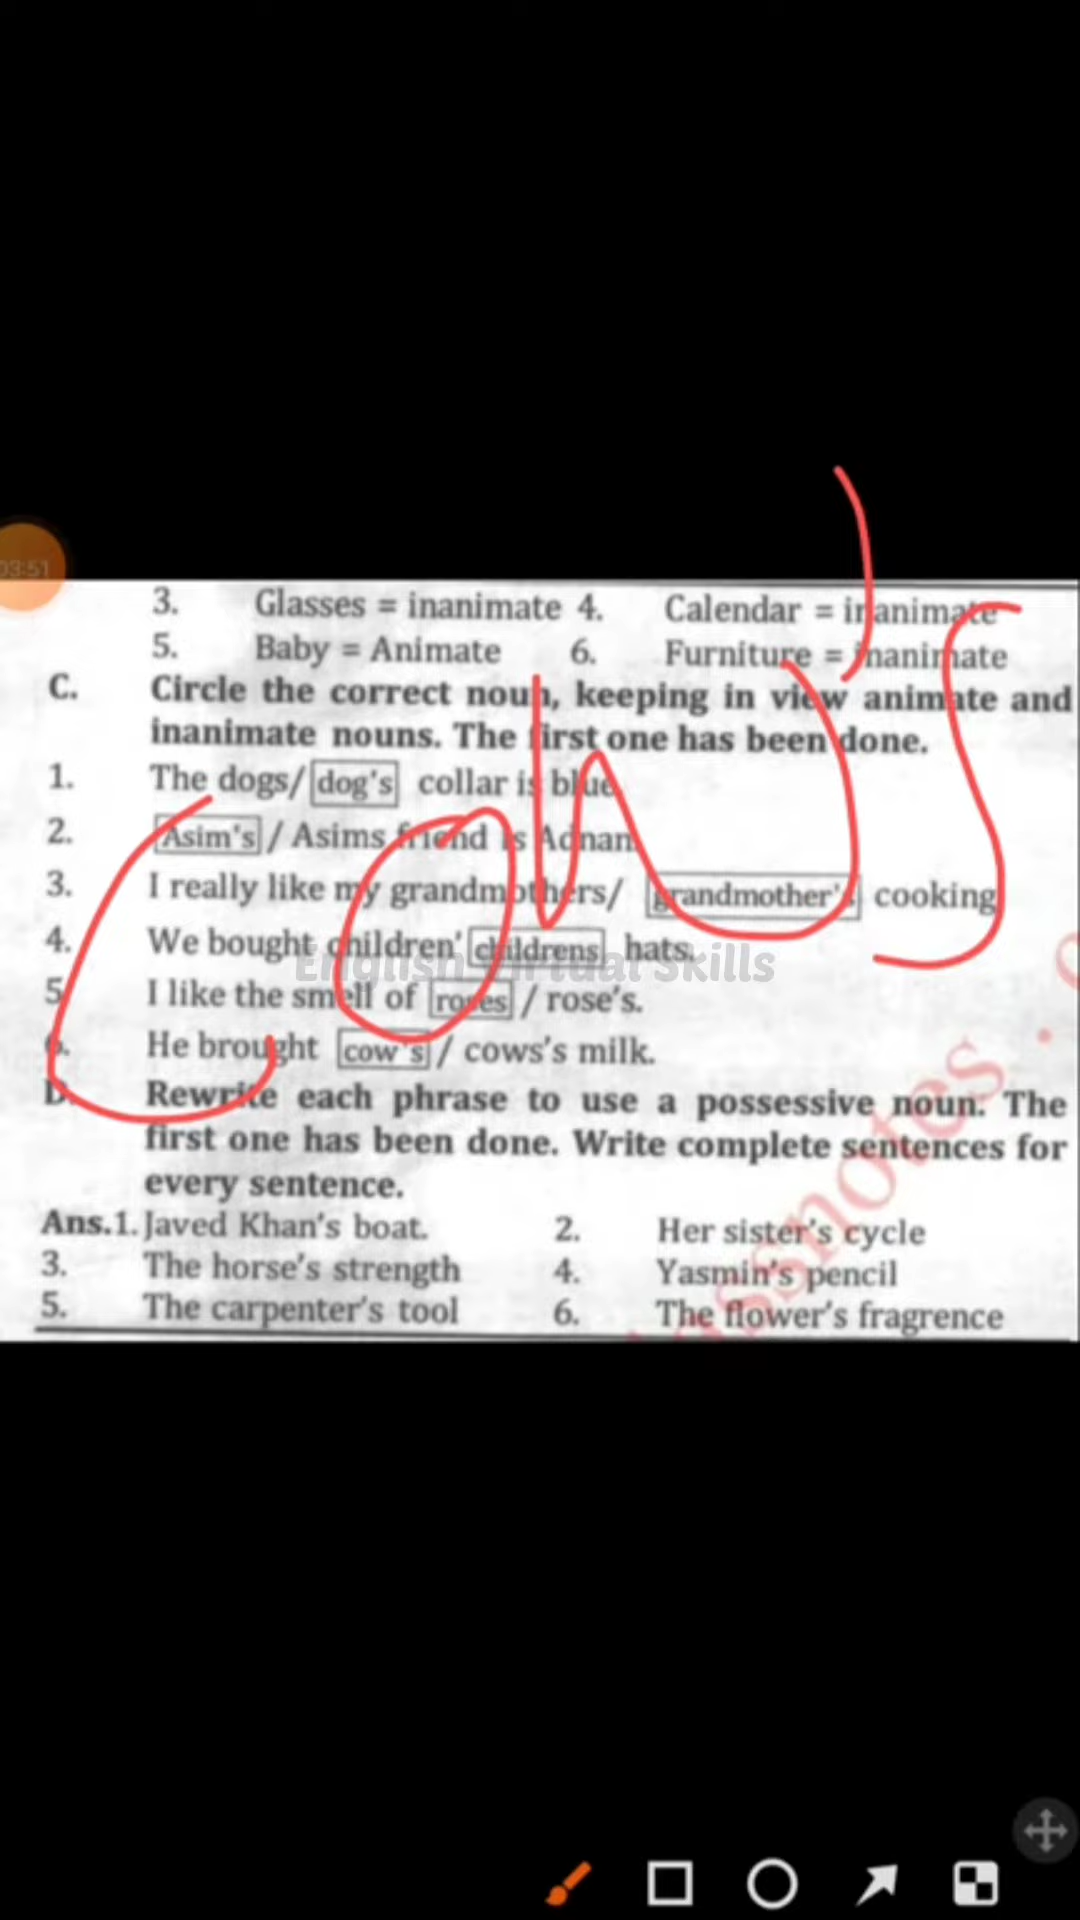 03:51
3. Glasses = inanimate 4. Calendar = inanimate
5. Baby = Animate 6. Furniture = inanimate
C. Circle the correct noun, keeping in view animate and
inanimate nouns. The first one has been done.
1. The dogs/ dog's collar is blue.
2. Asim's / Asims friend is Adnan.
3. I really like my grandmothers/ grandmother's cooking
4. We bought children' childrens hats.
English Virtual Skills
5. I like the smell of roses / rose's.
6. He brought cow's / cows's milk.
D. Rewrite each phrase to use a possessive noun. The
first one has been done. Write complete sentences for
every sentence.
Ans.1. Javed Khan's boat. 2. Her sister's cycle
3. The horse's strength 4. Yasmin's pencil
5. The carpenter's tool 6. The flower's fragrence
cow's